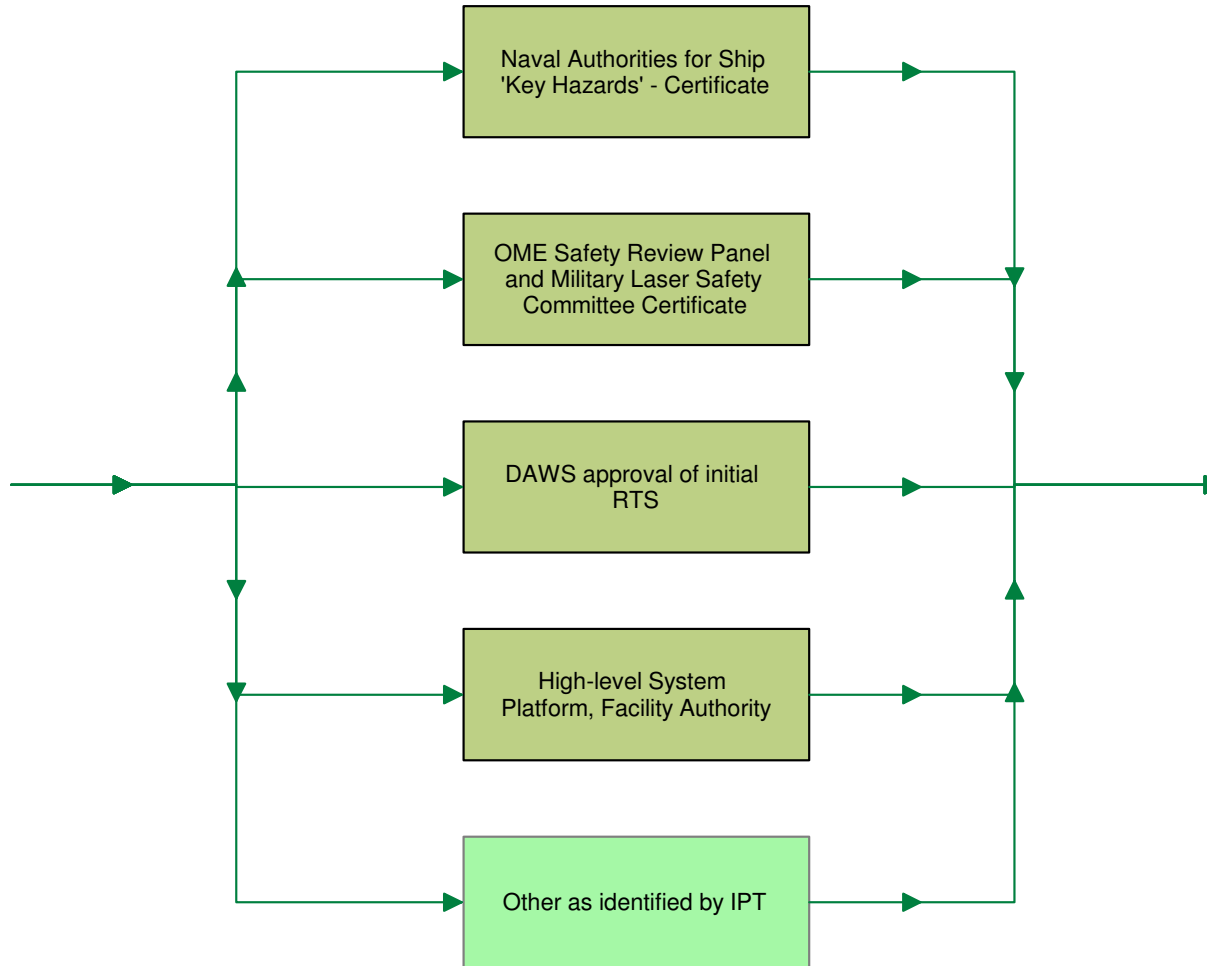 Naval Authorities for Ship
'Key Hazards' - Certificate
OME Safety Review Panel
and Military Laser Safety
Committee Certificate
DAWS approval of initial
RTS
High-level System
Platform, Facility Authority
Other as identified by IPT